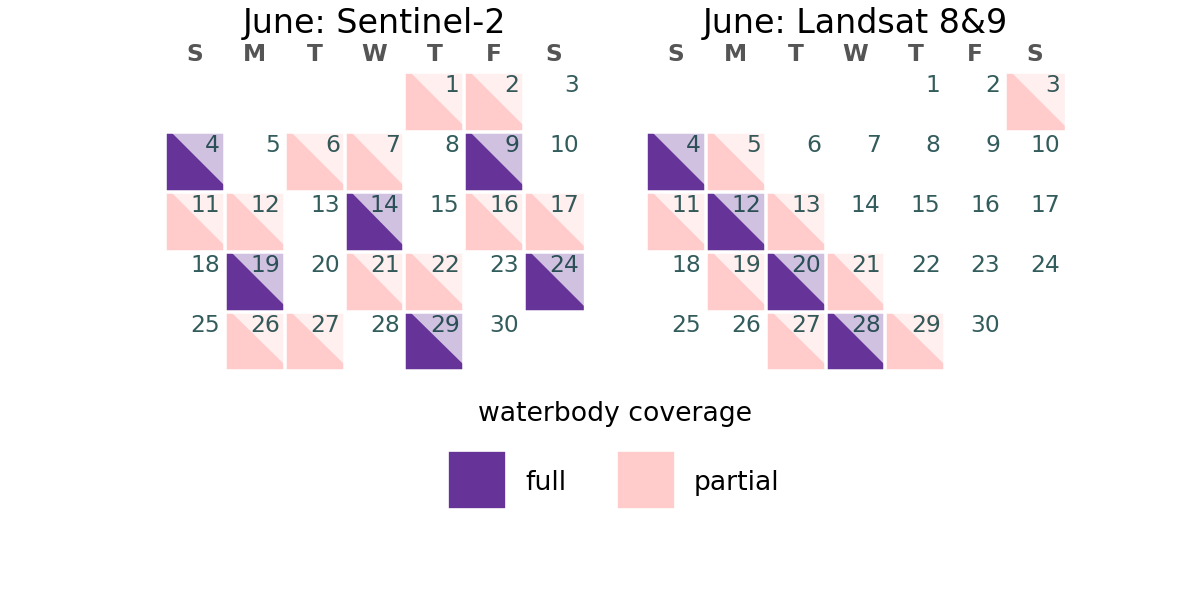 June: Sentinel-2
S M T W T F S
1 2 3
4 5 6 7 8 9 10
11 12 13 14 15 16 17
18 19 20 21 22 23 24
25 26 27 28 29 30
June: Landsat 8&9
S M T W T F S
1 2 3
4 5 6 7 8 9 10
11 12 13 14 15 16 17
18 19 20 21 22 23 24
25 26 27 28 29 30
waterbody coverage
full
partial